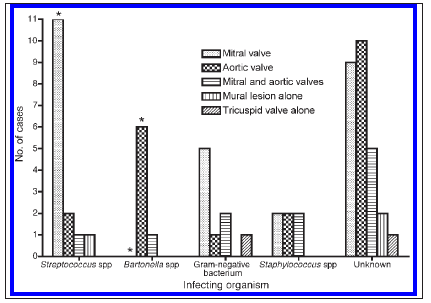 11
10
9
8
7
6
5
4
3
2
1
0
No. of cases
*
*
*
Mitral valve
Aortic valve
Mitral and aortic valves
Mural lesion alone
Tricuspid valve alone
Streptococcus spp
Bartonella spp
Gram-negative
bacterium
Staphylococcus spp
Unknown
Infecting organism